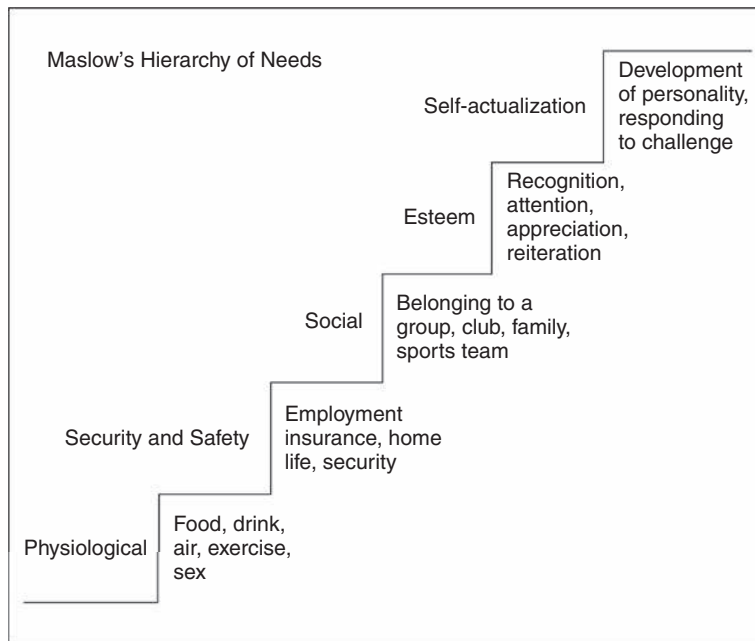 Maslow's Hierarchy of Needs
Self-actualization
Development
of personality,
responding
to challenge
Esteem
Recognition,
attention,
appreciation,
reiteration
Social
Belonging to a
group, club, family,
sports team
Security and Safety
Employment
insurance, home
life, security
Physiological
Food, drink,
air, exercise,
sex